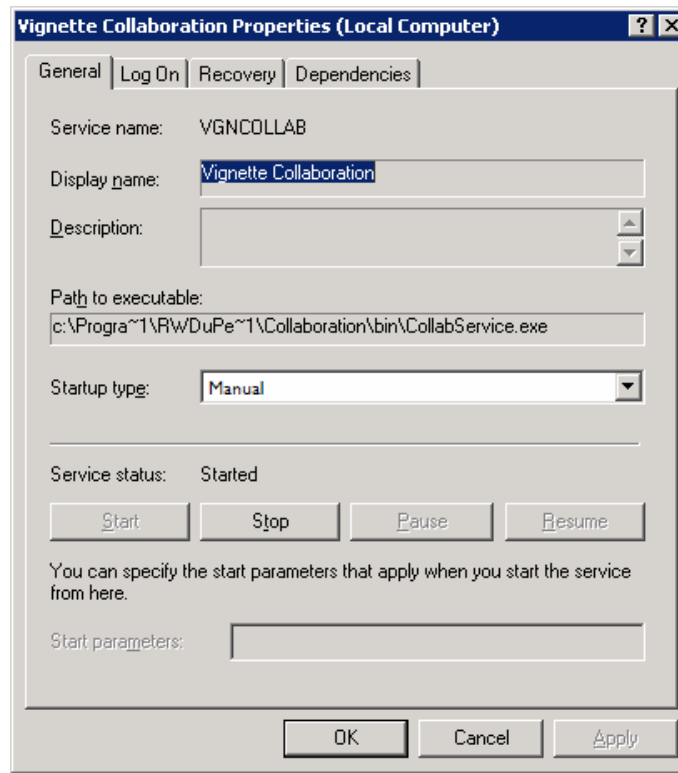 Vignette Collaboration Properties (Local Computer)
General Log On Recovery Dependencies
Service name: VGNCOLLAB
Display name: Vignette Collaboration
Description:
Path to executable:
c:\Progra~1\RWDuPe~1\Collaboration\bin\CollabService.exe
Startup type: Manual
Service status: Started
Start Stop Pause Resume
You can specify the start parameters that apply when you start the service
from here.
Start parameters:
OK Cancel Apply